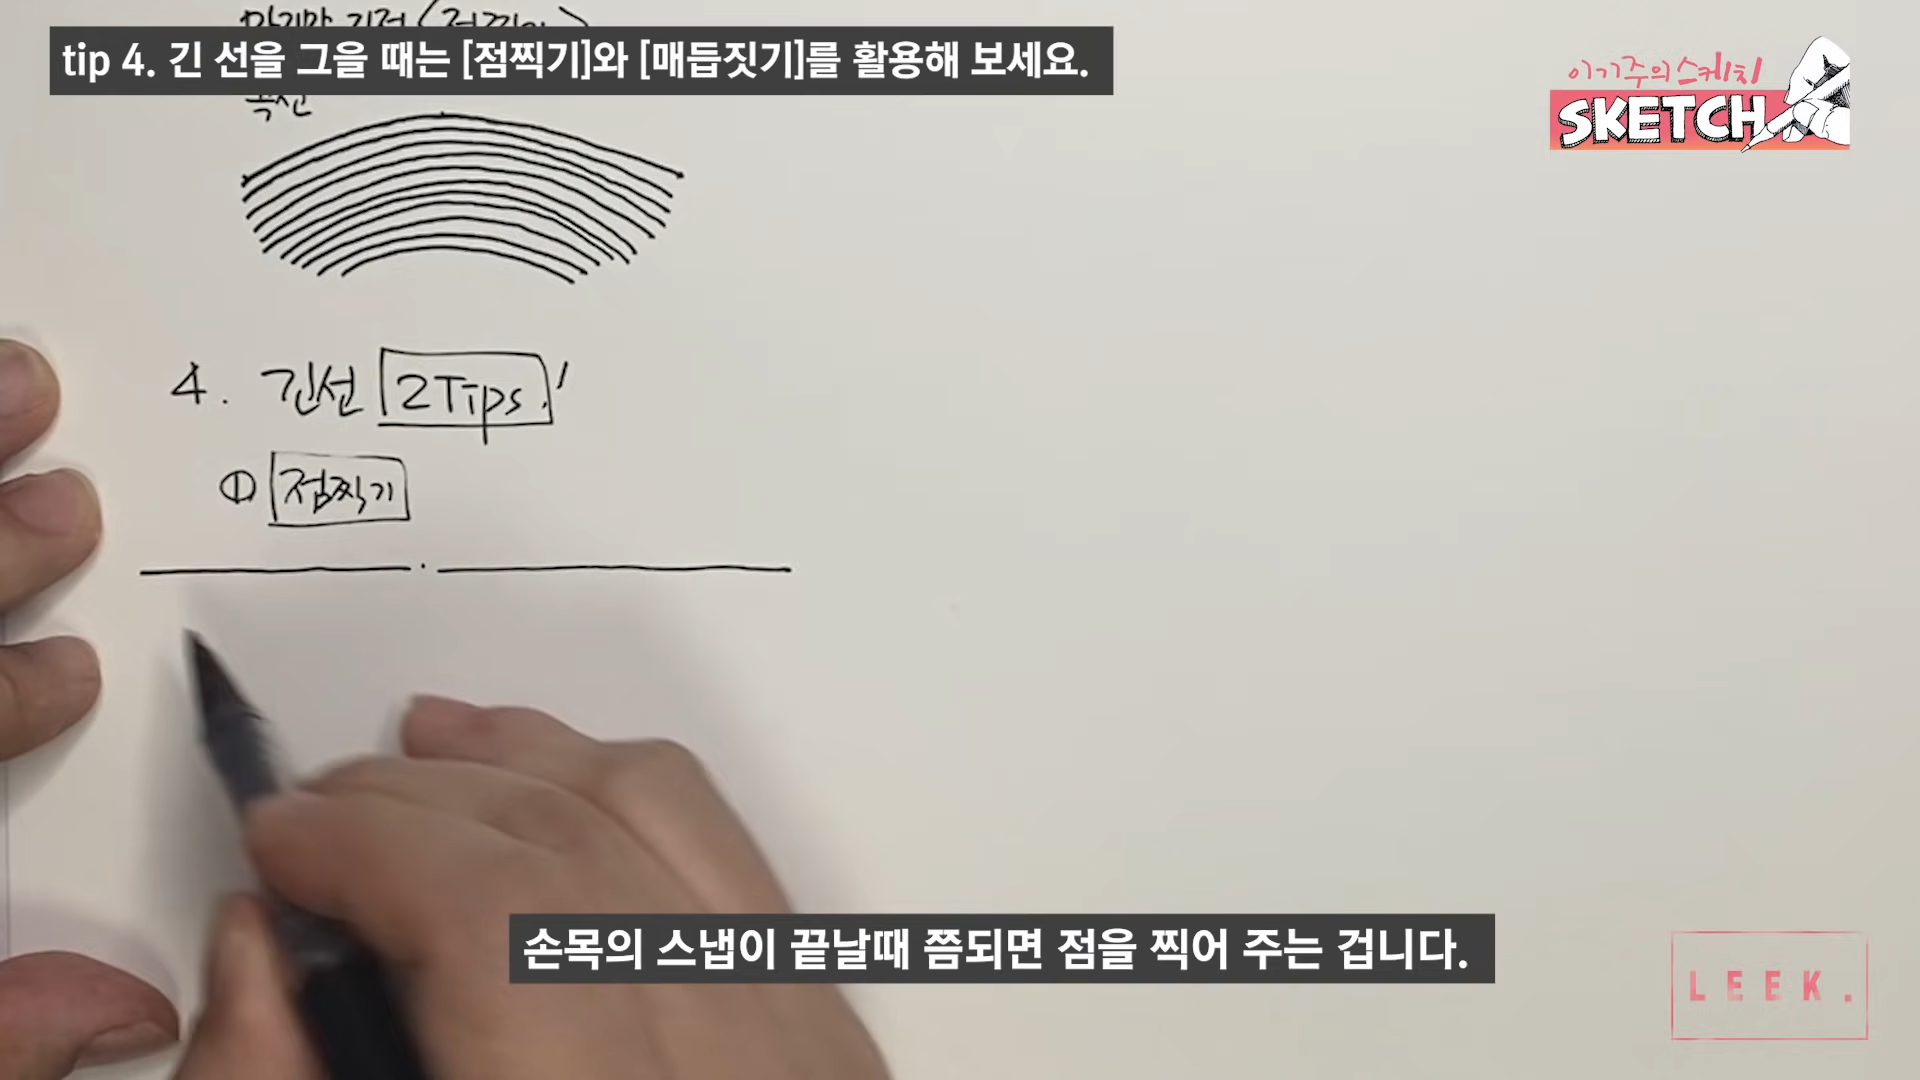 tip 4. 긴 선을 그을 때는 [점찍기]와 [매듭짓기]를 활용해 보세요.
이기주의 스케치
SKETCH
곡선
4. 긴선 2Tips!
① 점찍기
손목의 스냅이 끝날때 쯤되면 점을 찍어 주는 겁니다.
LEEK.